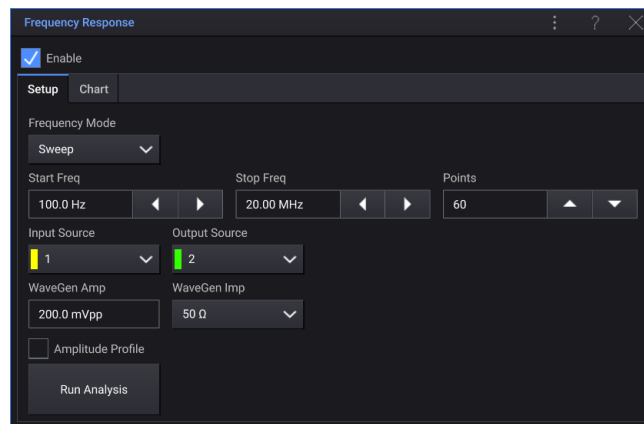 Frequency Response ?
Enable
Setup Chart
Frequency Mode
Sweep
Start Freq Stop Freq Points
100.0 Hz 20.00 MHz 60
Input Source Output Source
1 2
WaveGen Amp WaveGen Imp
200.0 mVpp 50 Ω
Amplitude Profile
Run Analysis